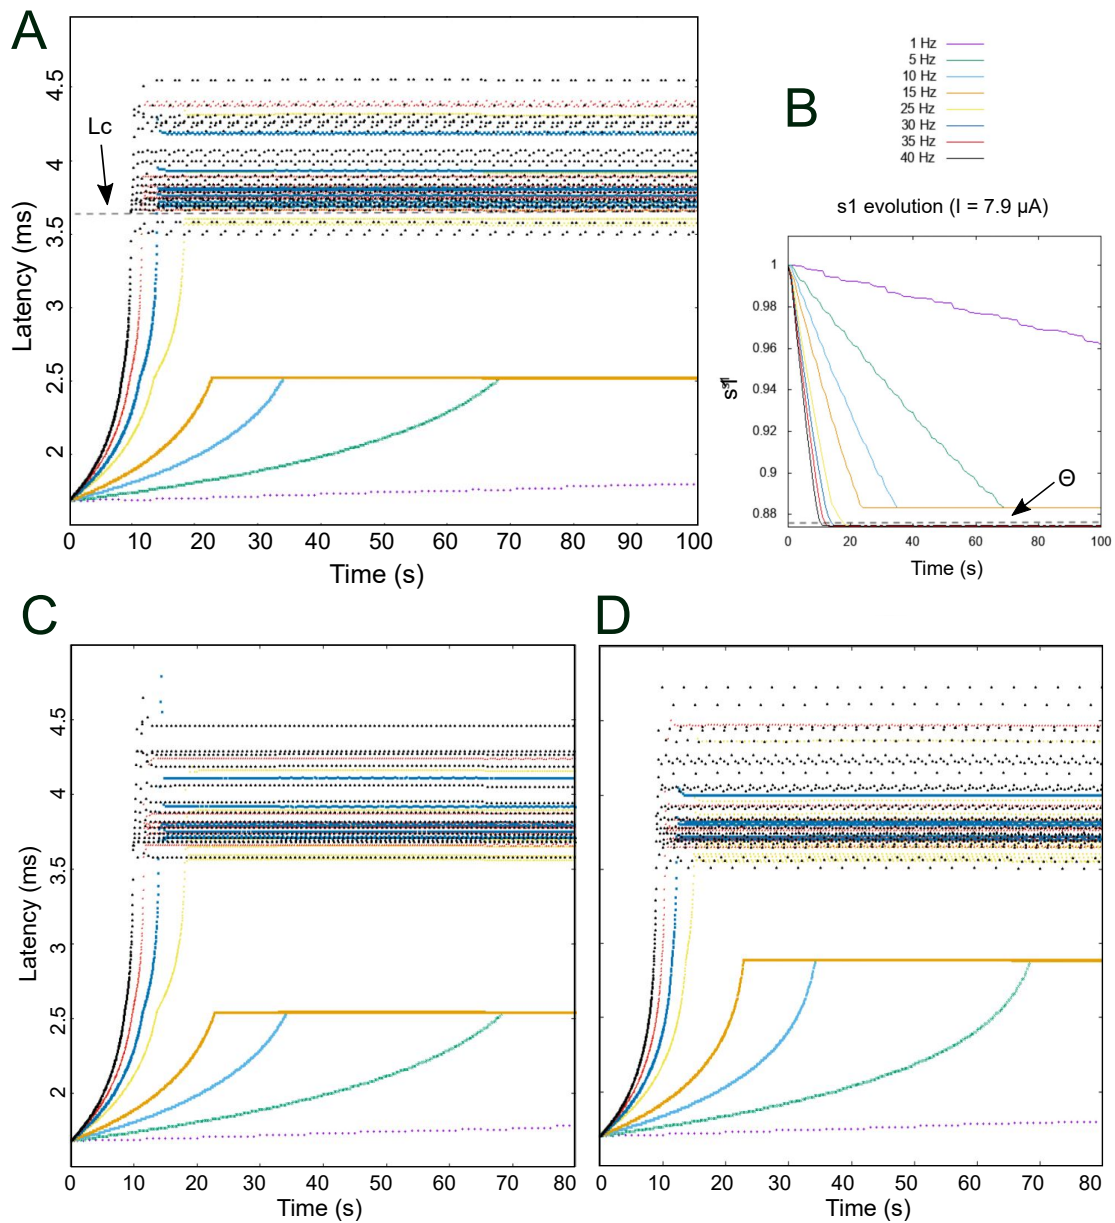 A
Latency (ms)
4.5
4
3.5
3
2.5
2
Lc
0 10 20 30 40 50 60 70 80 90 100
Time (s)
1 Hz
5 Hz
10 Hz
15 Hz
25 Hz
30 Hz
35 Hz
40 Hz
B
s1 evolution (I = 7.9 µA)
1
0.98
0.96
0.94
0.92
0.9
0.88
Θ
0 20 40 60 80 100
Time (s)
C
Latency (ms)
4.5
4
3.5
3
2.5
2
0 10 20 30 40 50 60 70 80
Time (s)
D
0 10 20 30 40 50 60 70 80
Time (s)